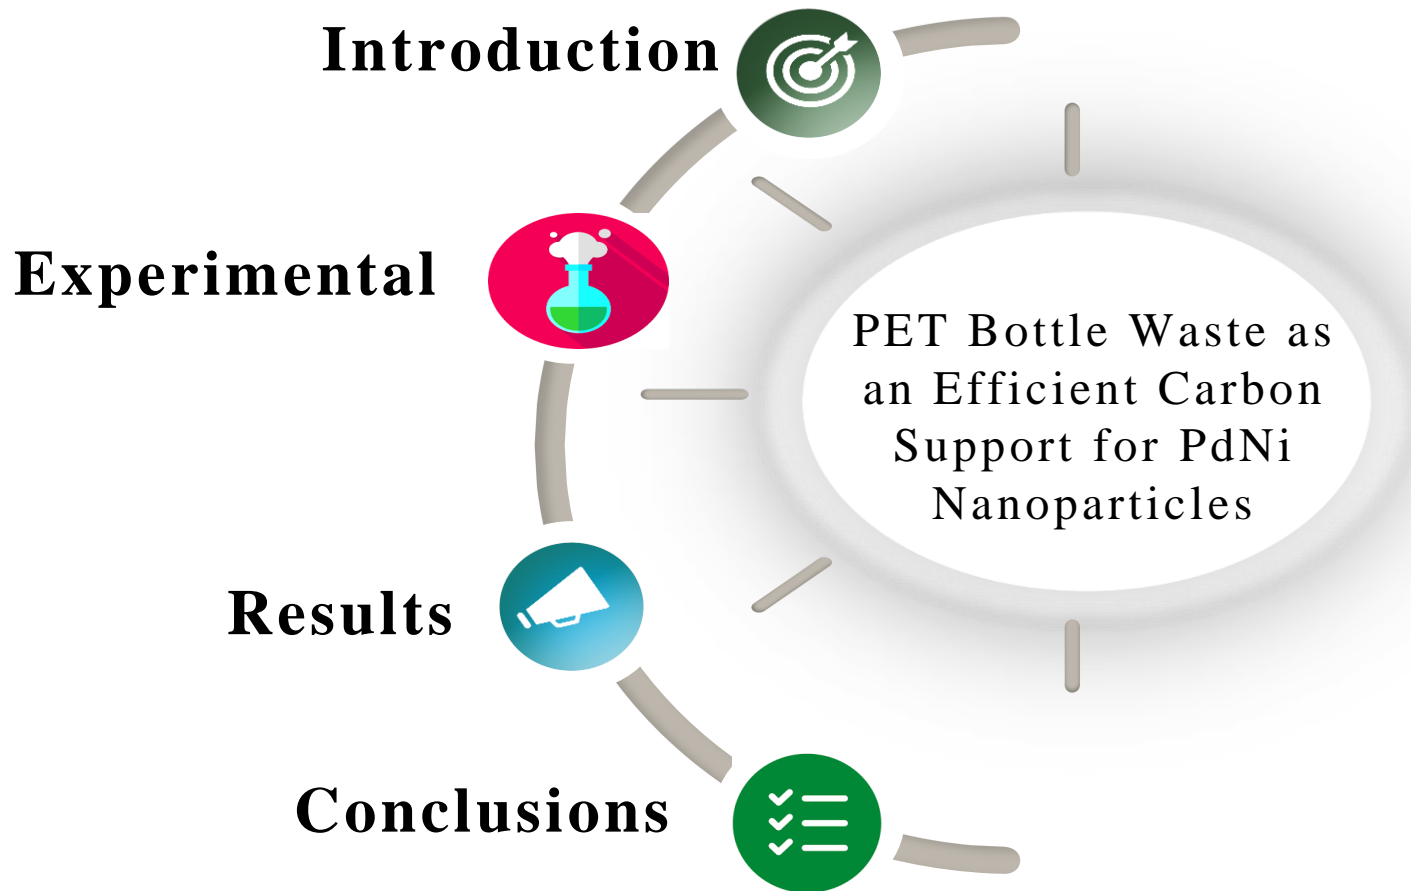 Introduction
Experimental
PET Bottle Waste as
an Efficient Carbon
Support for PdNi
Nanoparticles
Results
Conclusions